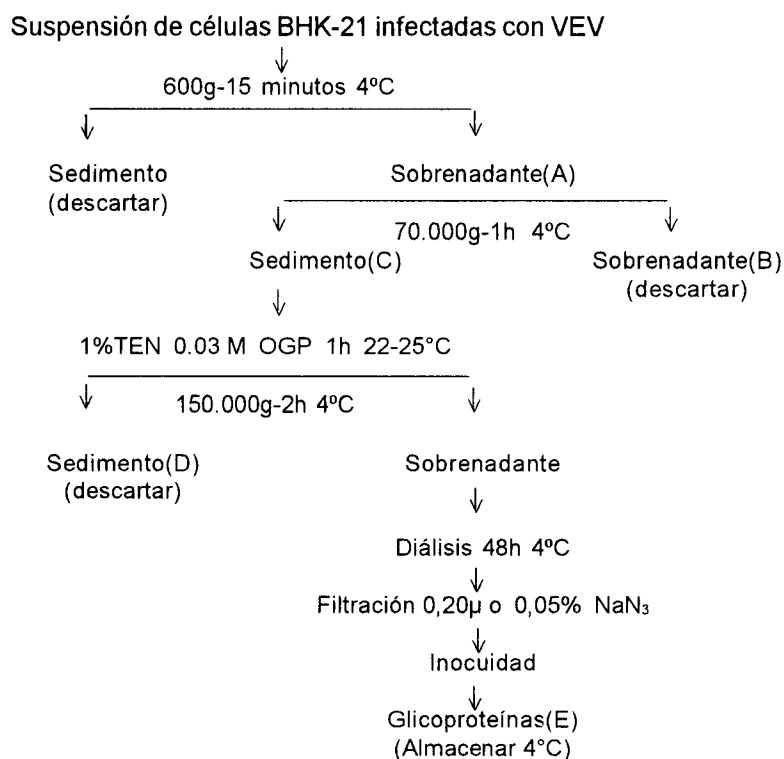 Suspensión de células BHK-21 infectadas con VEV
600g-15 minutos 4ºC
Sedimento
(descartar)
Sobrenadante(A)
70.000g-1h 4ºC
Sedimento(C)
Sobrenadante(B)
(descartar)
1%TEN 0.03 M OGP 1h 22-25°C
150.000g-2h 4ºC
Sedimento(D)
(descartar)
Sobrenadante
Diálisis 48h 4ºC
Filtración 0,20µ o 0,05% NaN₃
Inocuidad
Glicoproteínas(E)
(Almacenar 4°C)